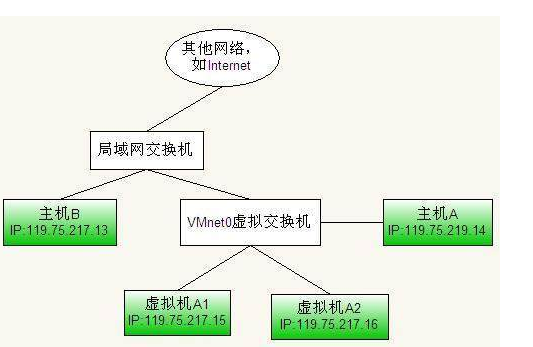 其他网络，
如Internet
局域网交换机
主机B
IP:119.75.217.13
VMnet0虚拟交换机
主机A
IP:119.75.219.14
虚拟机A1
IP:119.75.217.15
虚拟机A2
IP:119.75.217.16